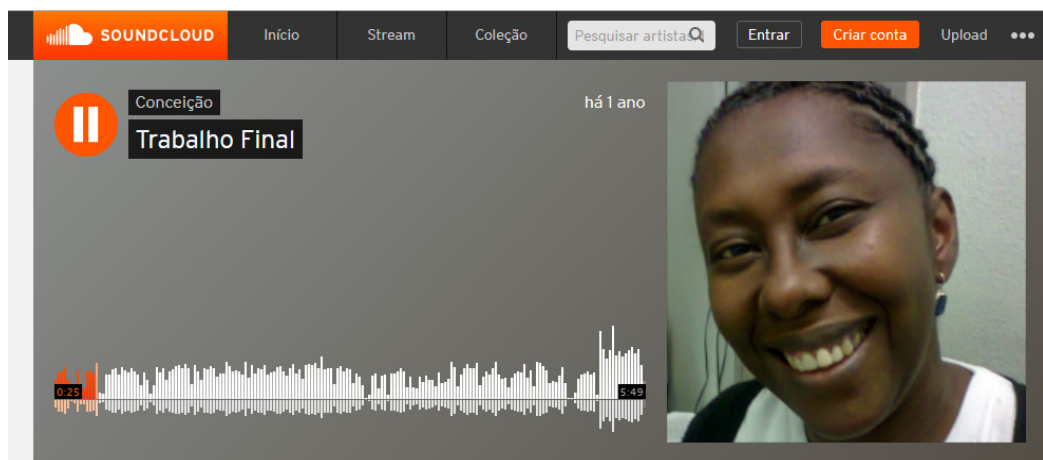 SOUNDCLOUD Início Stream Coleção Pesquisar artistas Entrar Criar conta Upload
Conceição há 1 ano
Trabalho Final
0:25 5:49